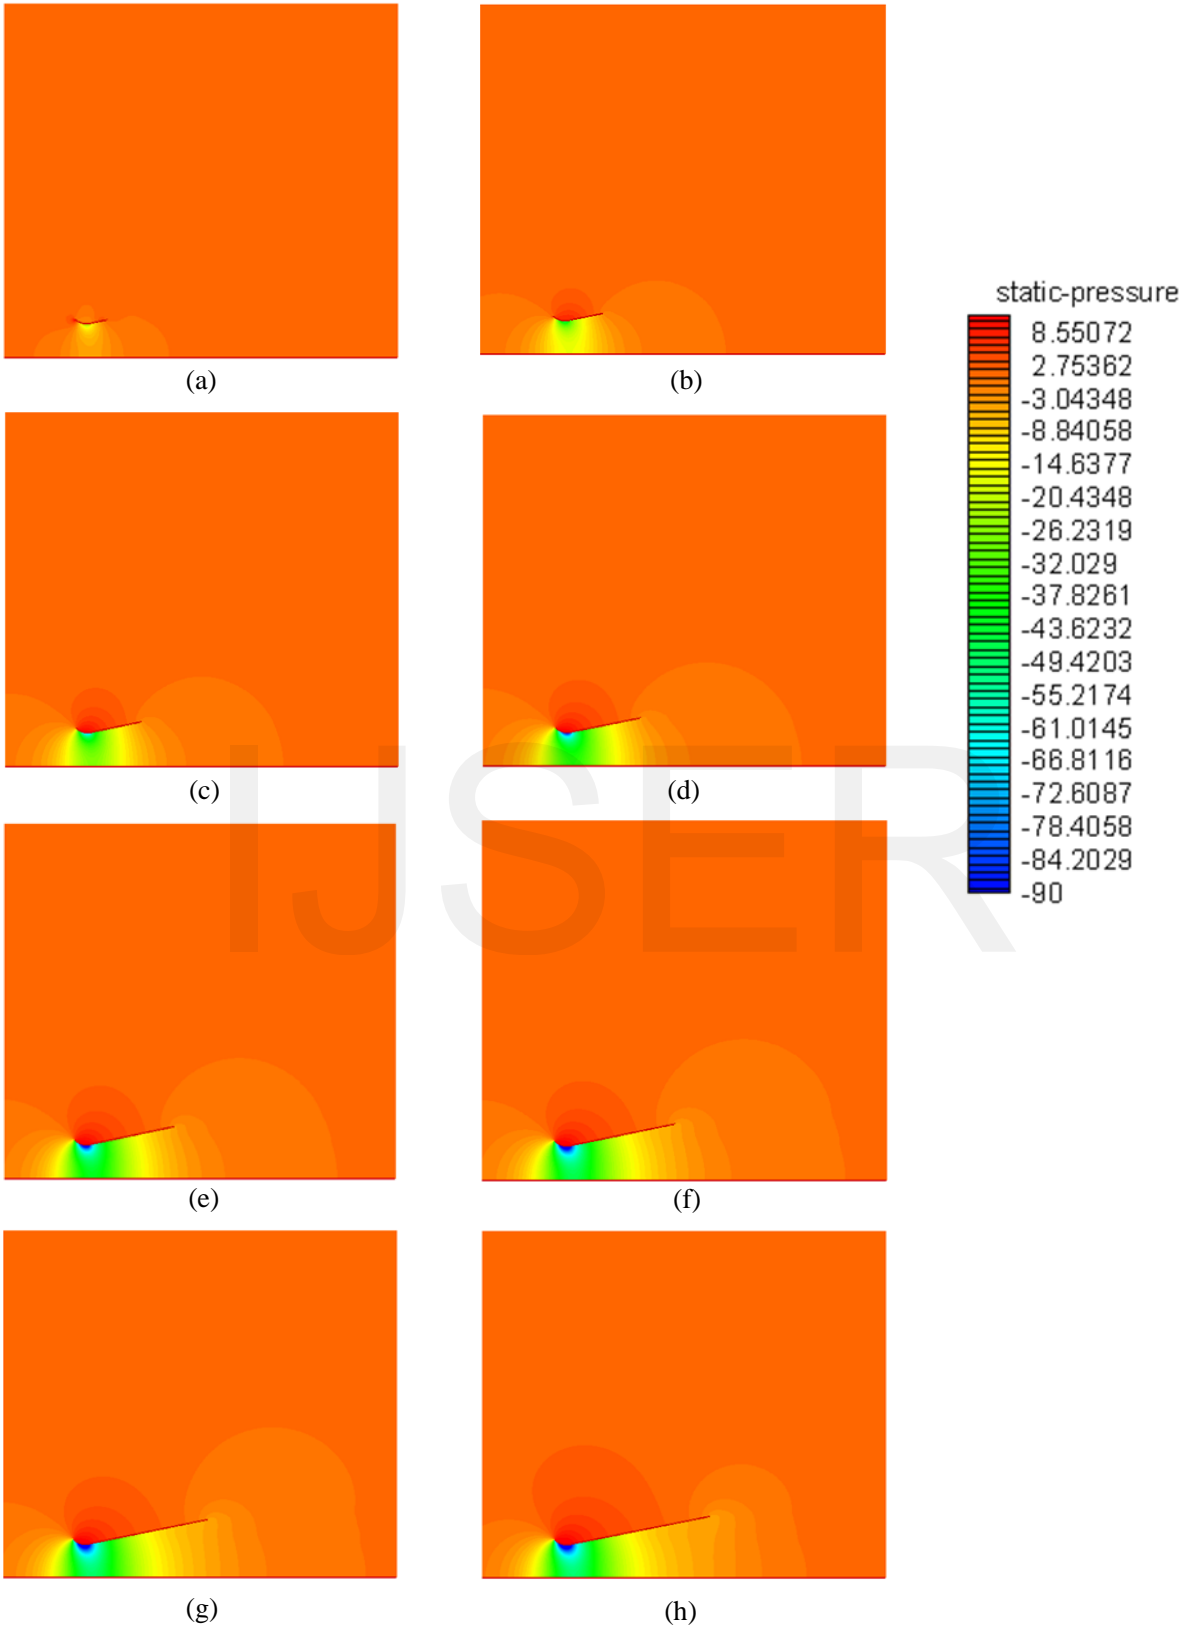 (a)
(b)
static-pressure
8.55072
2.75362
-3.04348
-8.84058
-14.6377
-20.4348
-26.2319
-32.029
-37.8261
-43.6232
-49.4203
-55.2174
-61.0145
-66.8116
-72.6087
-78.4058
-84.2029
-90
(c)
(d)
IJSER
(e)
(f)
(g)
(h)